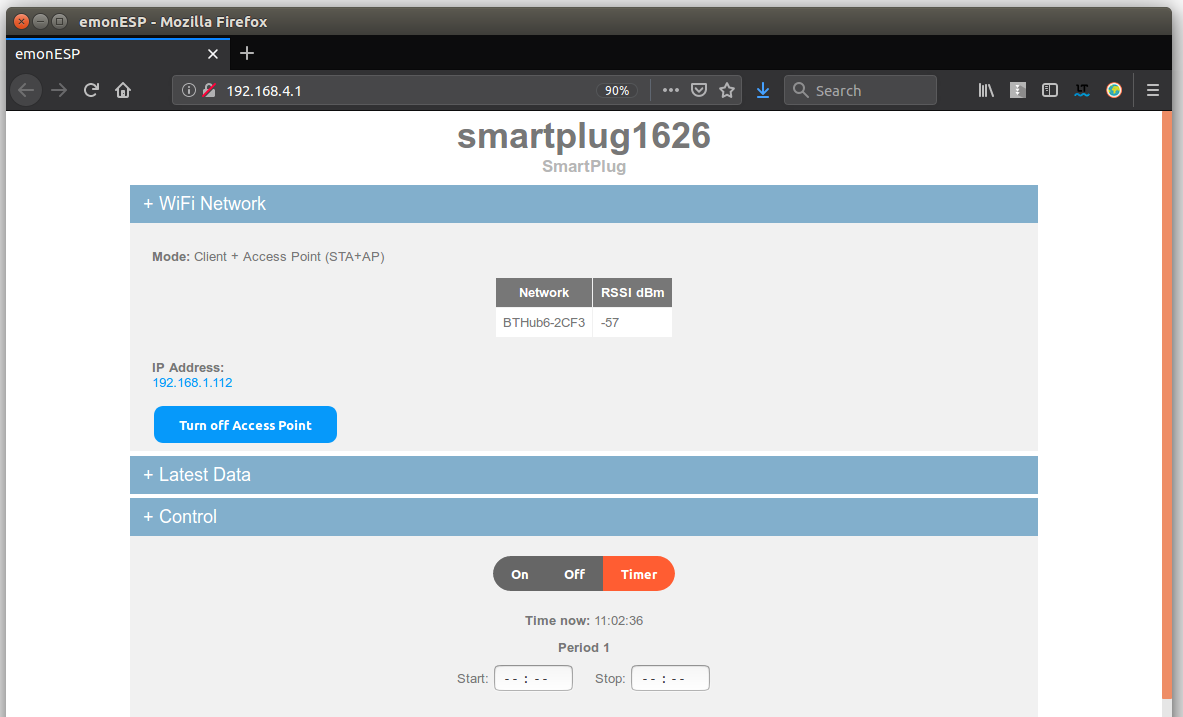 emonESP - Mozilla Firefox
emonESP
192.168.4.1 90% Search
smartplug1626
SmartPlug
+ WiFi Network
Mode: Client + Access Point (STA+AP)
Network RSSI dBm
BTHub6-2CF3 -57
IP Address:
192.168.1.112
Turn off Access Point
+ Latest Data
+ Control
On Off Timer
Time now: 11:02:36
Period 1
Start: --:-- Stop: --:--